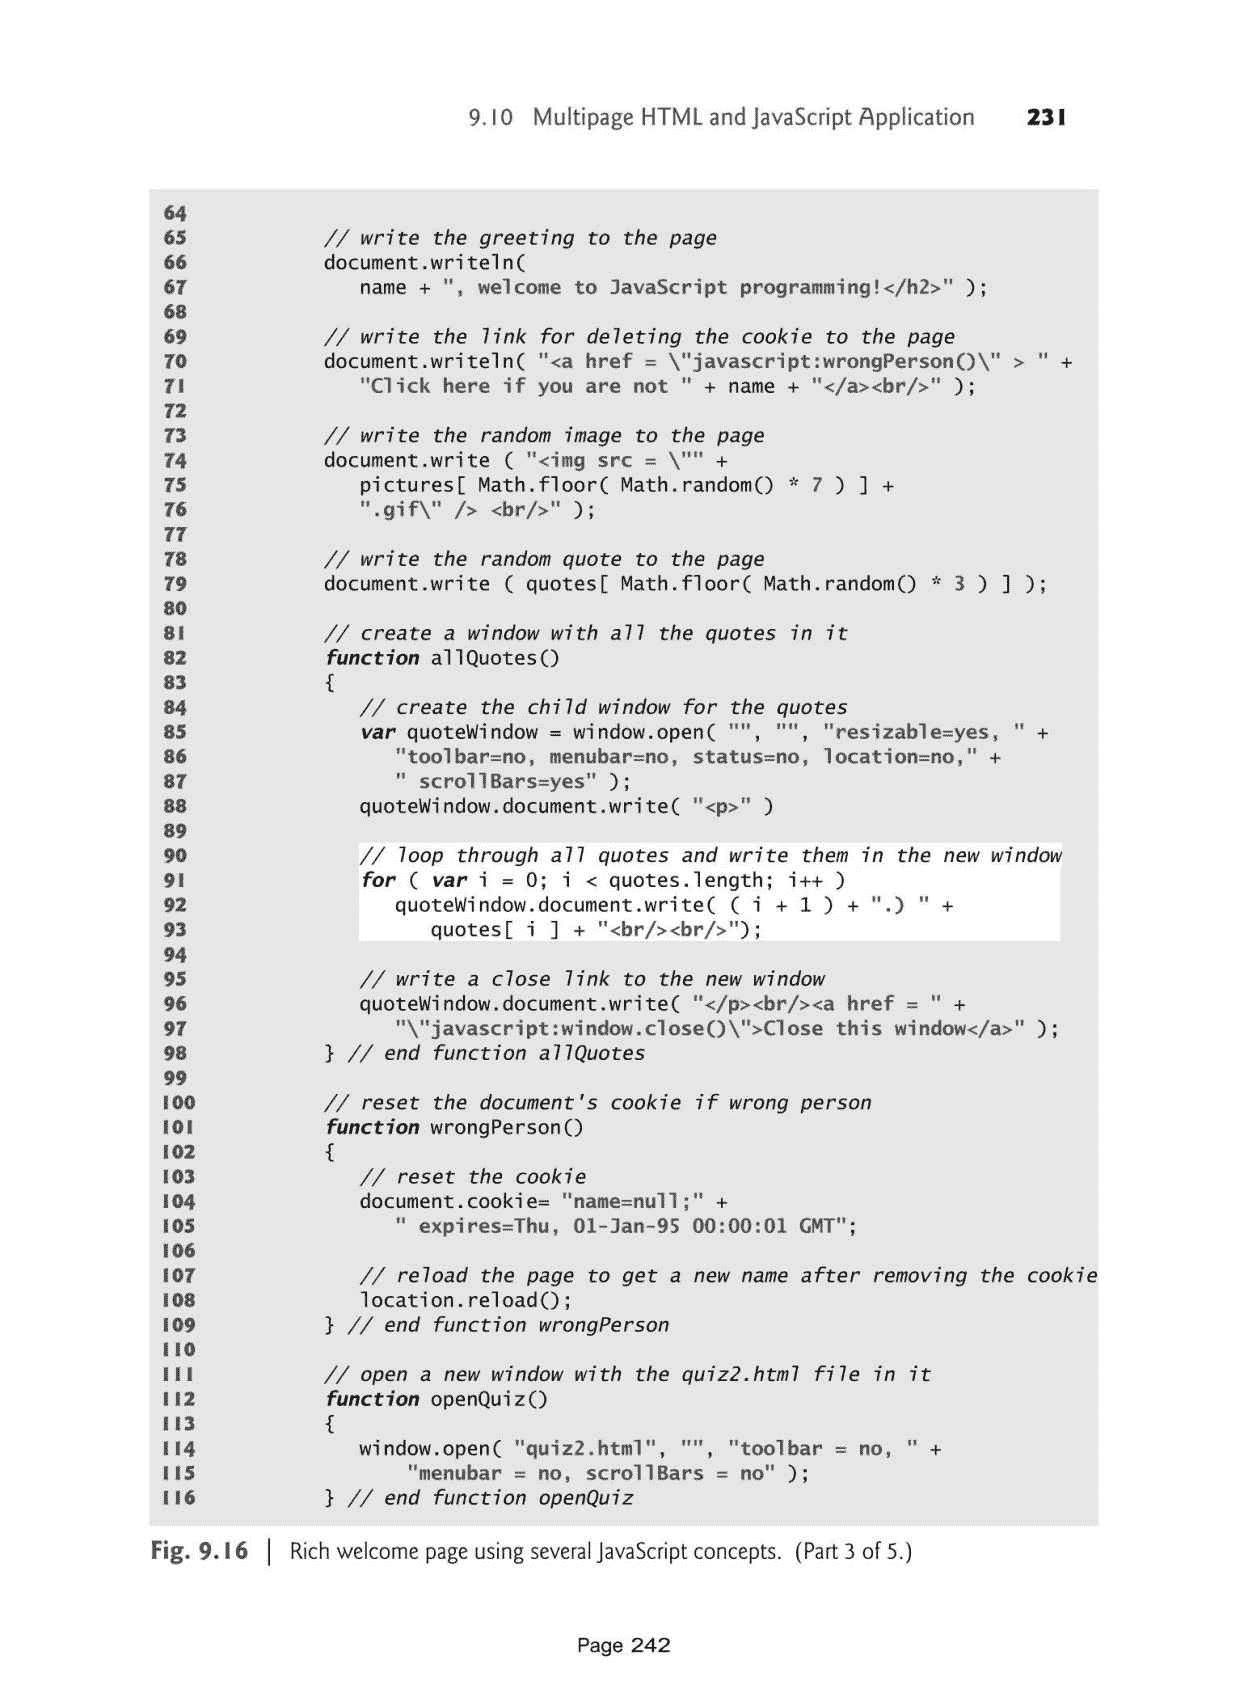 9.10 Multipage HTML and JavaScript Application 231
64
65 // write the greeting to the page
66 document.writeln(
67 name + ", welcome to JavaScript programming!</h2>" );
68
69 // write the link for deleting the cookie to the page
70 document.writeln( "<a href = \"javascript:wrongPerson()\" > " +
71 "Click here if you are not " + name + "</a><br/>" );
72
73 // write the random image to the page
74 document.write ( "<img src = \"" +
75 pictures[ Math.floor( Math.random() * 7 ) ] +
76 ".gif\" /> <br/>" );
77
78 // write the random quote to the page
79 document.write ( quotes[ Math.floor( Math.random() * 3 ) ] );
80
81 // create a window with all the quotes in it
82 function allQuotes()
83 {
84 // create the child window for the quotes
85 var quoteWindow = window.open( "", "", "resizable=yes, " +
86 "toolbar=no, menubar=no, status=no, location=no," +
87 " scrollBars=yes" );
88 quoteWindow.document.write( "<p>" )
89
90 // loop through all quotes and write them in the new window
91 for ( var i = 0; i < quotes.length; i++ )
92 quoteWindow.document.write( ( i + 1 ) + ".) " +
93 quotes[ i ] + "<br/><br/>");
94
95 // write a close link to the new window
96 quoteWindow.document.write( "</p><br/><a href = " +
97 "\"javascript:window.close()\">Close this window</a>" );
98 } // end function allQuotes
99
100 // reset the document's cookie if wrong person
101 function wrongPerson()
102 {
103 // reset the cookie
104 document.cookie= "name=null;" +
105 " expires=Thu, 01-Jan-95 00:00:01 GMT";
106
107 // reload the page to get a new name after removing the cookie
108 location.reload();
109 } // end function wrongPerson
110
111 // open a new window with the quiz2.html file in it
112 function openQuiz()
113 {
114 window.open( "quiz2.html", "", "toolbar = no, " +
115 "menubar = no, scrollBars = no" );
116 } // end function openQuiz
Fig. 9.16 | Rich welcome page using several JavaScript concepts. (Part 3 of 5.)
Page 242